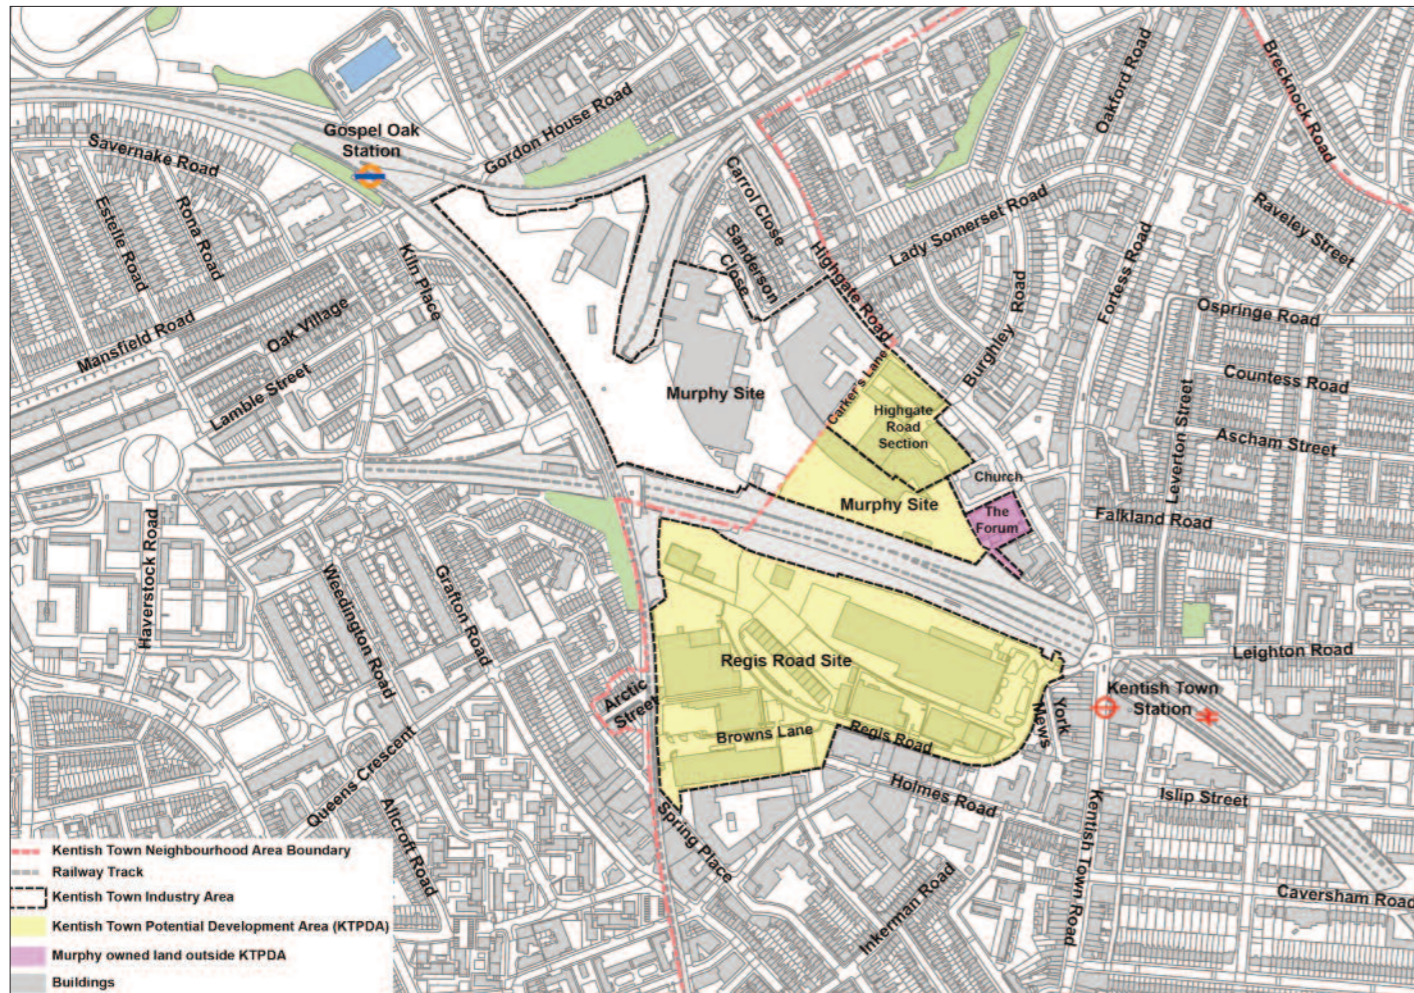 Brecknock Road
Oakford Road
Gospel Oak
Station
Gordon House Road
Savernake Road
Carrol Close
Estelle Road
Rona Road
Kiln Place
Sanderson
Close
Highgate Road
Lady Somerset Road
Raveley Street
Fortess Road
Mansfield Road
Oak Village
Lamble Street
Burghley Road
Ospringe Road
Countess Road
Ascham Street
Leverton Street
Murphy Site
Carker's Lane
Highgate
Road
Section
Church
Murphy Site
The
Forum
Falkland Road
Haverstock Road
Weedington Road
Grafton Road
Regis Road Site
Leighton Road
Arctic
Street
Kentish Town
Station
York
Mews
Browns Lane
Regis Road
Queens Crescent
Holmes Road
Islip Street
Allcroft Road
Spring Place
Kentish Town Road
Inkerman Road
Caversham Road
Kentish Town Neighbourhood Area Boundary
Railway Track
Kentish Town Industry Area
Kentish Town Potential Development Area (KTPDA)
Murphy owned land outside KTPDA
Buildings